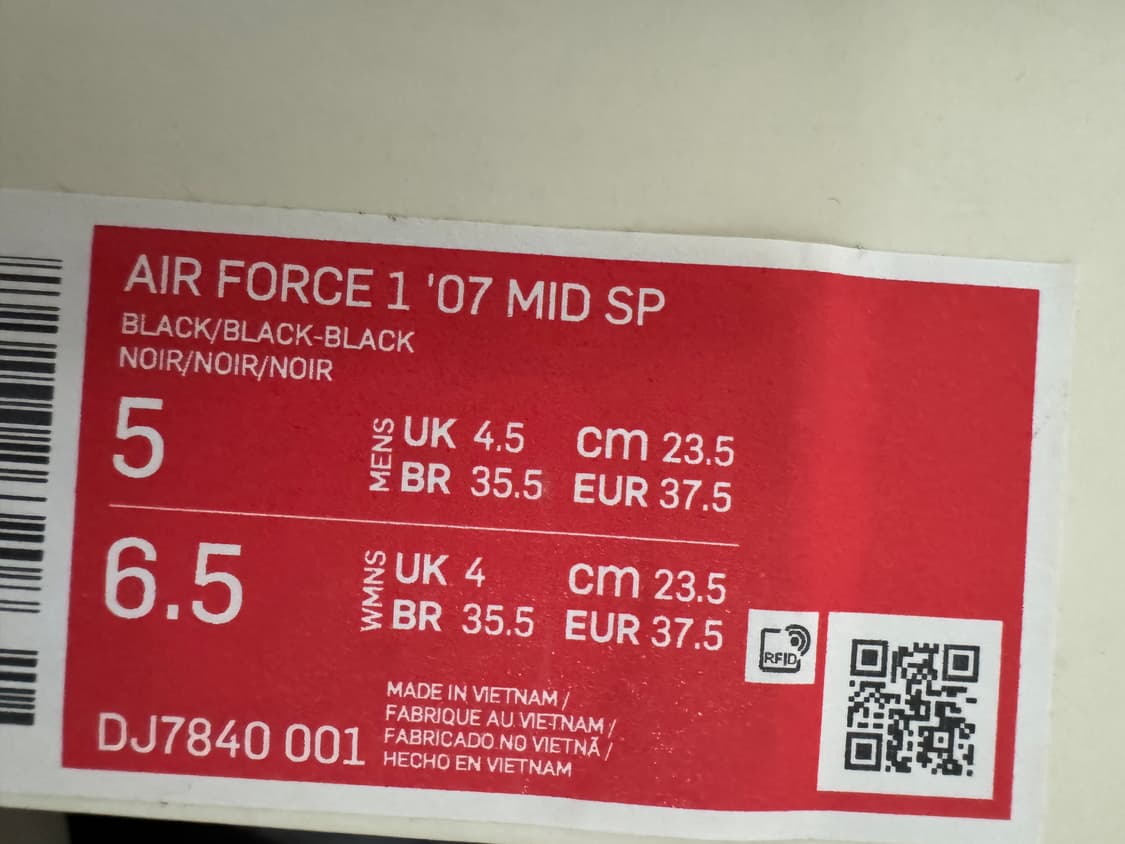 AIR FORCE 1 '07 MID SP
BLACK/BLACK-BLACK
NOIR/NOIR/NOIR
5 MENS UK 4.5 cm 23.5
BR 35.5 EUR 37.5
6.5 WMNS UK 4 cm 23.5
BR 35.5 EUR 37.5
RFID
MADE IN VIETNAM /
FABRIQUE AU VIETNAM /
FABRICADO NO VIETNÃ /
HECHO EN VIETNAM
DJ7840 001